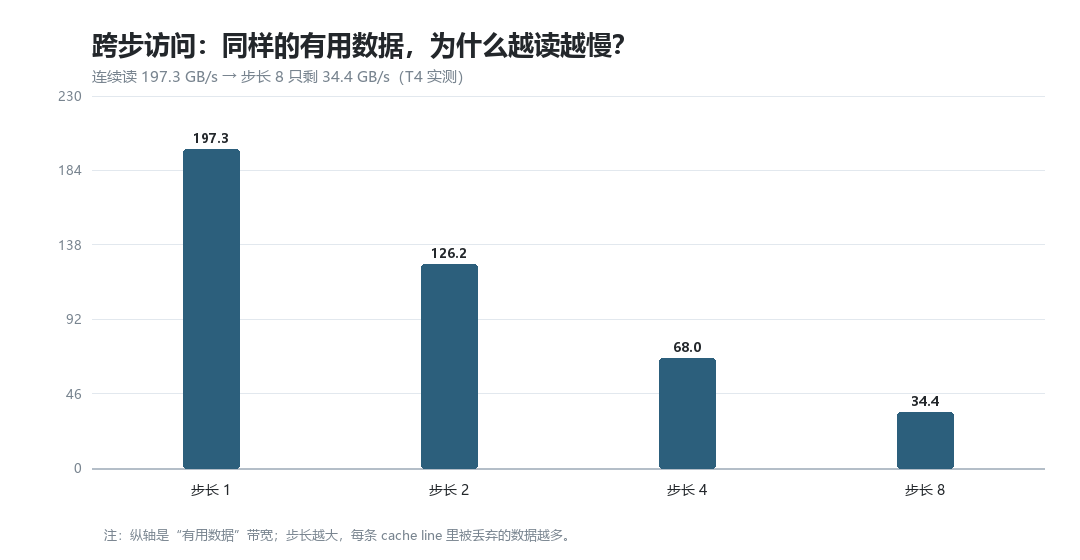 跨步访问：同样的有用数据，为什么越读越慢？
连续读 197.3 GB/s → 步长 8 只剩 34.4 GB/s（T4 实测）
230
184
138
92
46
0
197.3
126.2
68.0
34.4
步长 1
步长 2
步长 4
步长 8
注：纵轴是“有用数据”带宽；步长越大，每条 cache line 里被丢弃的数据越多。